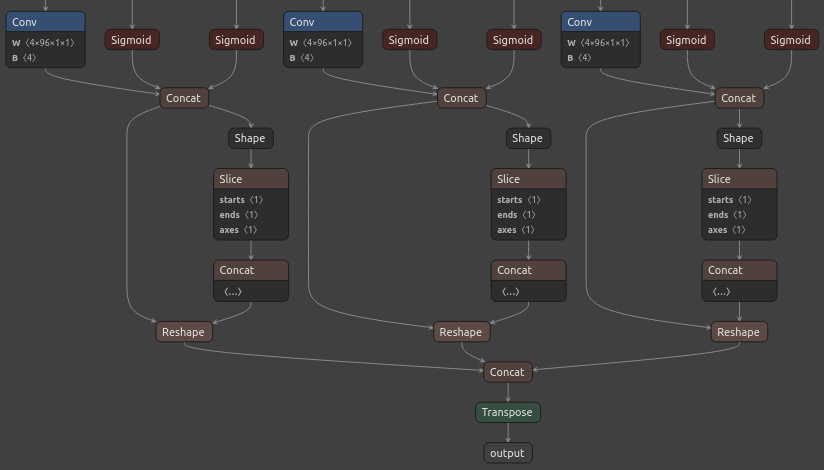 Conv
W 〈4×96×1×1〉
B 〈4〉
Sigmoid
Sigmoid
Conv
W 〈4×96×1×1〉
B 〈4〉
Sigmoid
Sigmoid
Conv
W 〈4×96×1×1〉
B 〈4〉
Sigmoid
Sigmoid
Concat
Concat
Concat
Shape
Shape
Shape
Slice
starts 〈1〉
ends 〈1〉
axes 〈1〉
Slice
starts 〈1〉
ends 〈1〉
axes 〈1〉
Slice
starts 〈1〉
ends 〈1〉
axes 〈1〉
Concat
〈…〉
Concat
〈…〉
Concat
〈…〉
Reshape
Reshape
Reshape
Concat
Transpose
output